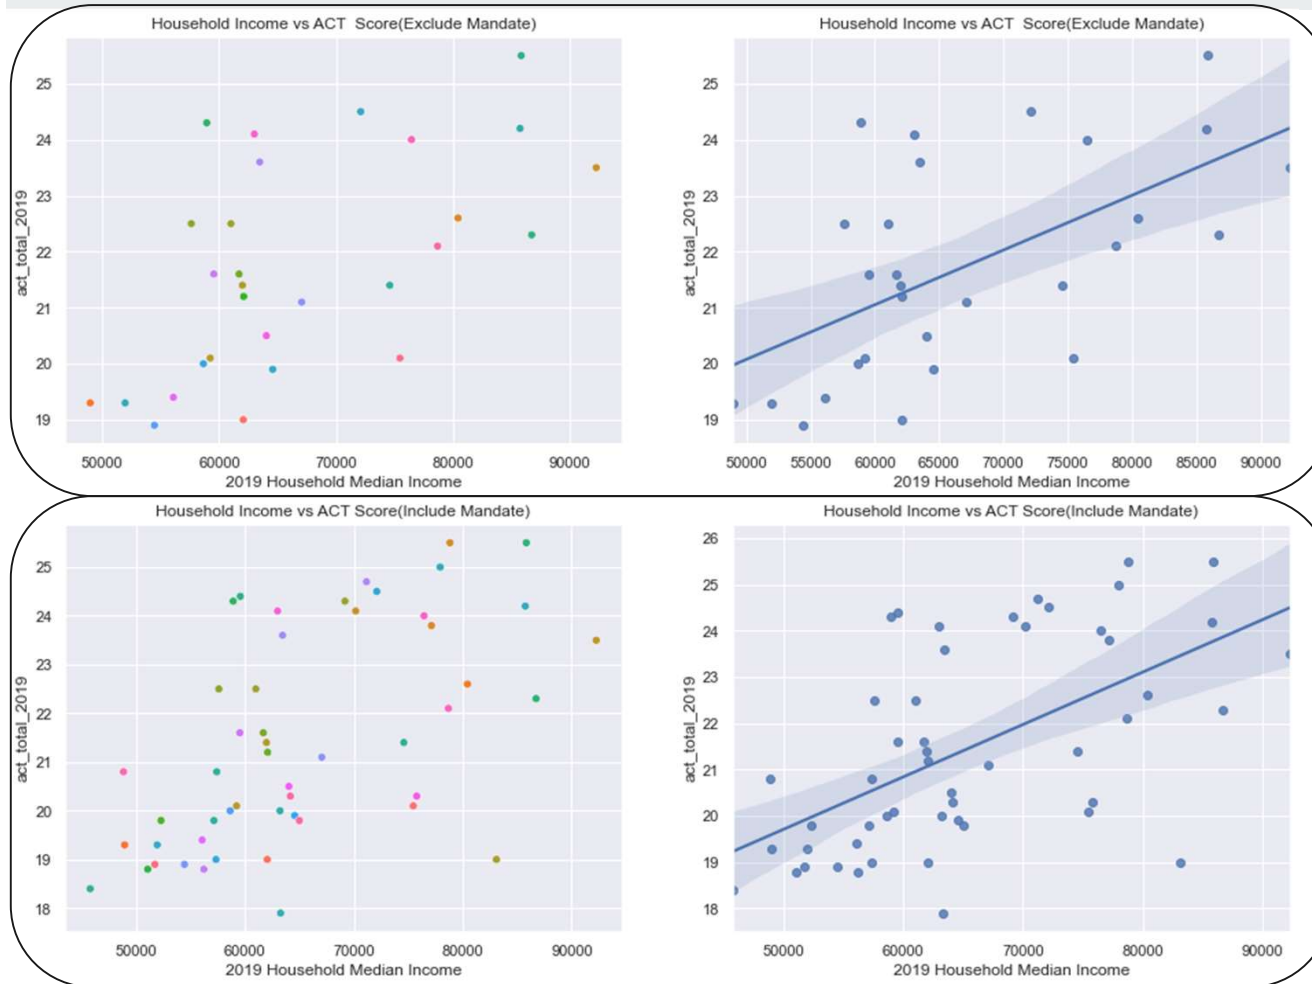 Household Income vs ACT  Score(Exclude Mandate)
25
24
23
22
21
20
19
act_total_2019
50000 60000 70000 80000 90000
2019 Household Median Income
Household Income vs ACT  Score(Exclude Mandate)
25
24
23
22
21
20
19
act_total_2019
50000 55000 60000 65000 70000 75000 80000 85000 90000
2019 Household Median Income
Household Income vs ACT Score(Include Mandate)
25
24
23
22
21
20
19
18
act_total_2019
50000 60000 70000 80000 90000
2019 Household Median Income
Household Income vs ACT Score(Include Mandate)
26
25
24
23
22
21
20
19
18
act_total_2019
50000 60000 70000 80000 90000
2019 Household Median Income